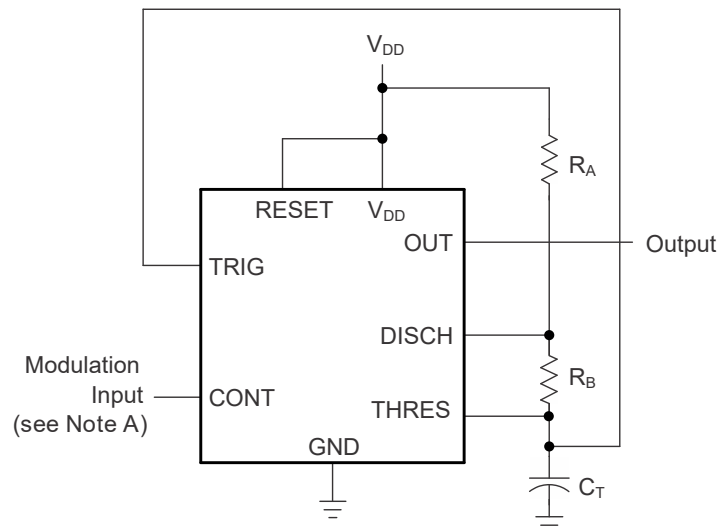 V_DD
RESET
V_DD
R_A
OUT
Output
TRIG
DISCH
Modulation
Input
(see Note A)
CONT
R_B
THRES
GND
C_T